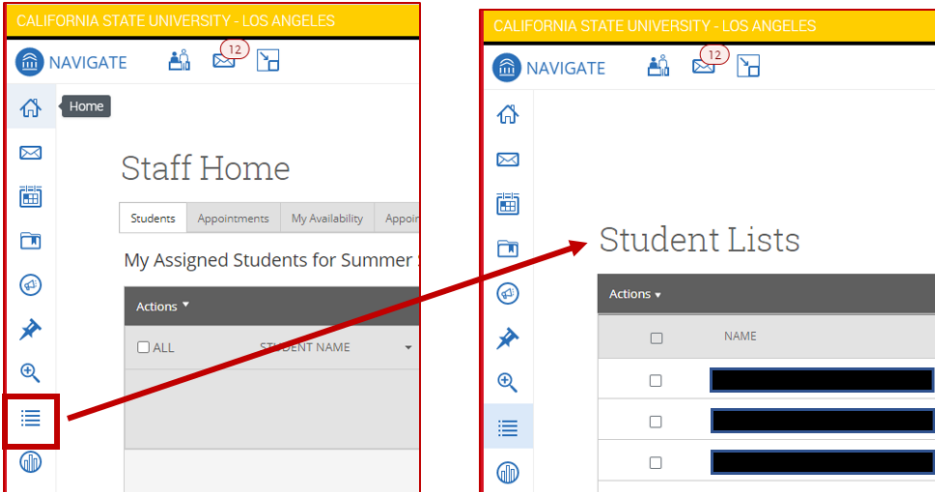 CALIFORNIA STATE UNIVERSITY - LOS ANGELES
NAVIGATE 12
Home
Staff Home
Students Appointments My Availability Appoin
My Assigned Students for Summer
Actions
ALL STUDENT NAME
CALIFORNIA STATE UNIVERSITY - LOS ANGELES
NAVIGATE 12
Student Lists
Actions
NAME